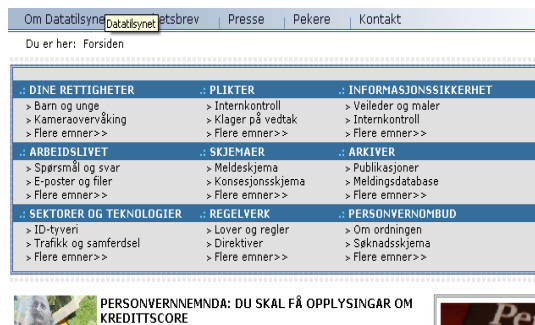 Om Datatilsyne etsbrev Presse Pekere Kontakt
Datatilsynet
Du er her: Forsiden
.: DINE RETTIGHETER .: PLIKTER .: INFORMASJONSSIKKERHET
> Barn og unge > Internkontroll > Veileder og maler
> Kameraovervåking > Klager på vedtak > Internkontroll
> Flere emner>> > Flere emner>> > Flere emner>>
.: ARBEIDSLIVET .: SKJEMAER .: ARKIVER
> Spørsmål og svar > Meldeskjema > Publikasjoner
> E-poster og filer > Konsesjonsskjema > Meldingsdatabase
> Flere emner>> > Flere emner>> > Flere emner>>
.: SEKTORER OG TEKNOLOGIER .: REGELVERK .: PERSONVERNOMBUD
> ID-tyveri > Lover og regler > Om ordningen
> Trafikk og samferdsel > Direktiver > Søknadsskjema
> Flere emner>> > Flere emner>> > Flere emner>>
PERSONVERNNEMNDA: DU SKAL FÅ OPPLYSINGAR OM
KREDITTSCORE
Pe